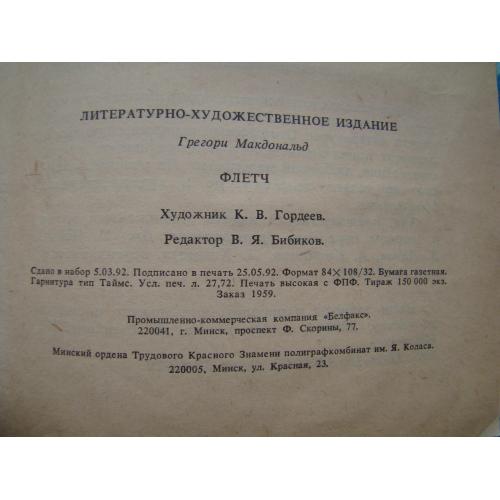 ЛИТЕРАТУРНО-ХУДОЖЕСТВЕННОЕ ИЗДАНИЕ
Грегори Макдональд
ФЛЕТЧ
Художник К. В. Гордеев.
Редактор В. Я. Бибиков.
Сдано в набор 5.03.92. Подписано в печать 25.05.92. Формат 84×108/32. Бумага газетная.
Гарнитура тип Таймс. Усл. печ. л. 27,72. Печать высокая с ФПФ. Тираж 150 000 экз.
Заказ 1959.
Промышленно-коммерческая компания «Белфакс».
220041, г. Минск, проспект Ф. Скорины, 77.
Минский ордена Трудового Красного Знамени полиграфкомбинат им. Я. Коласа.
220005, Минск, ул. Красная, 23.